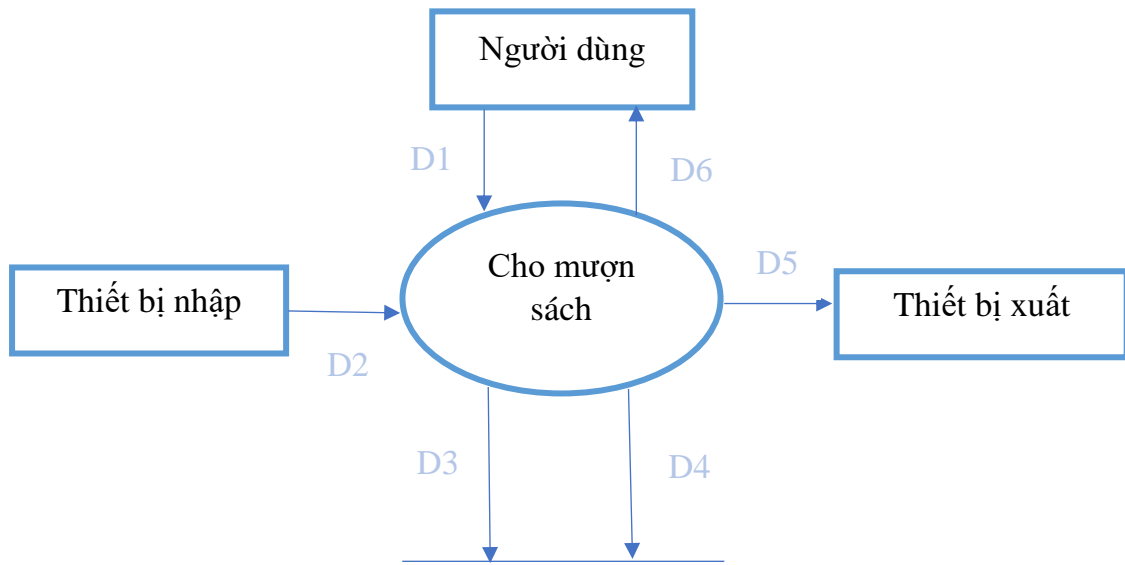 Người dùng
D1
D6
Cho mượn
sách
D5
Thiết bị nhập
Thiết bị xuất
D2
D3
D4